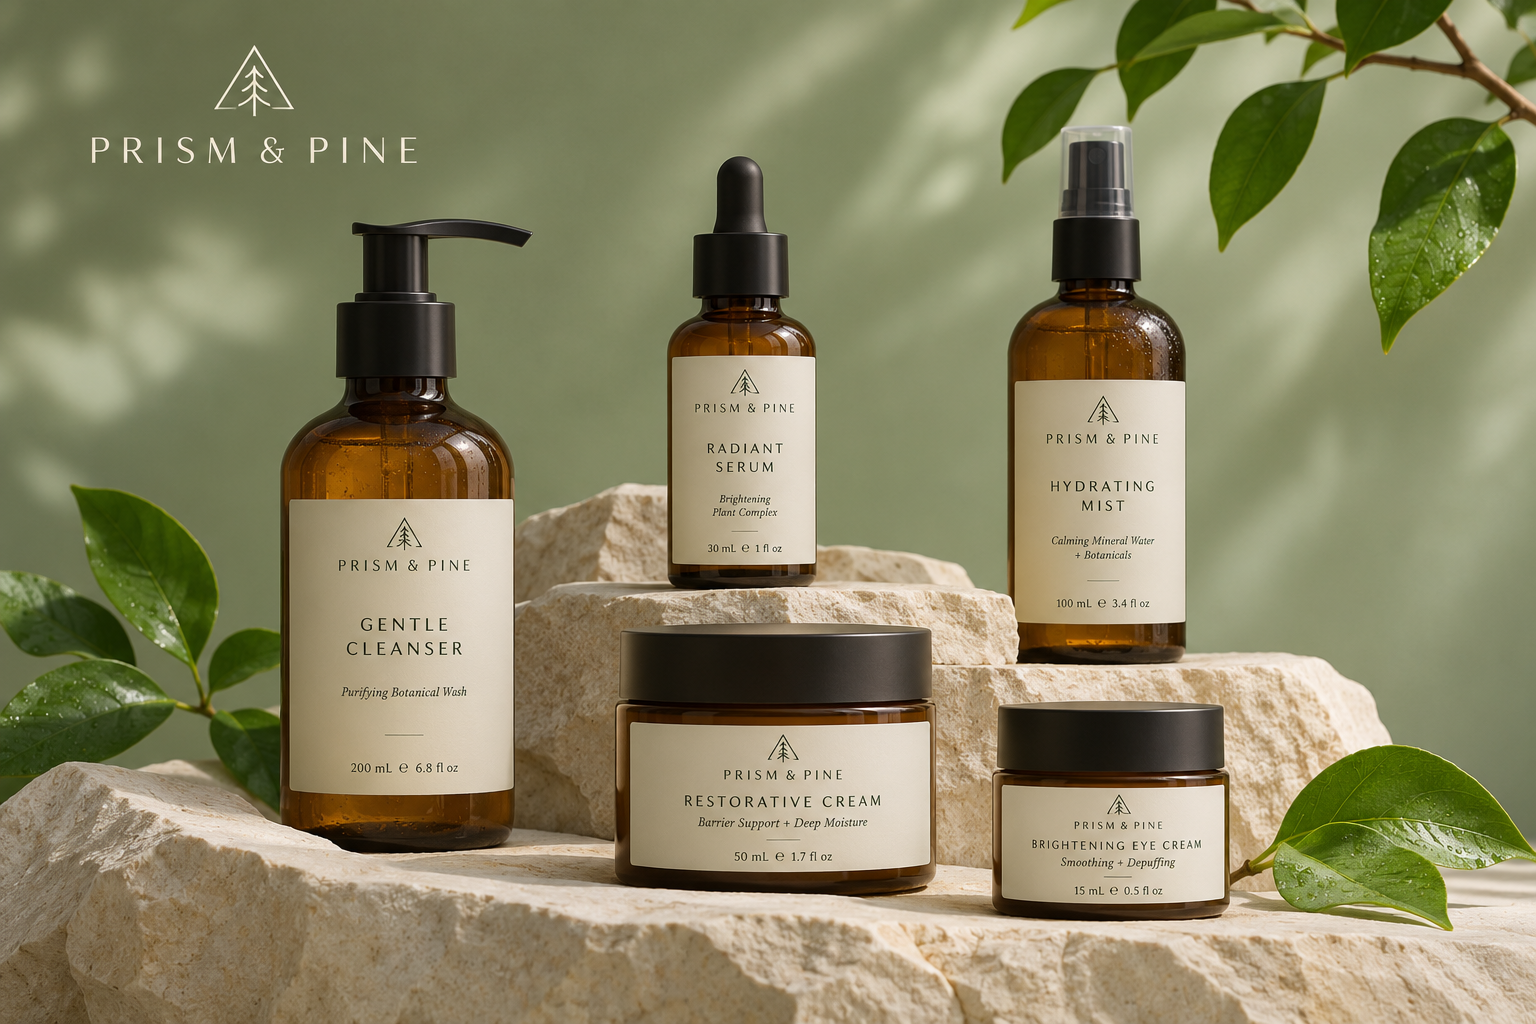 PRISM & PINE
PRISM & PINE
GENTLE
CLEANSER
Purifying Botanical Wash
200 mL ℮ 6.8 fl oz
PRISM & PINE
RADIANT
SERUM
Brightening
Plant Complex
30 mL ℮ 1 fl oz
PRISM & PINE
HYDRATING
MIST
Calming Mineral Water
+ Botanicals
100 mL ℮ 3.4 fl oz
PRISM & PINE
RESTORATIVE CREAM
Barrier Support + Deep Moisture
50 mL ℮ 1.7 fl oz
PRISM & PINE
BRIGHTENING EYE CREAM
Smoothing + Depuffing
15 mL ℮ 0.5 fl oz